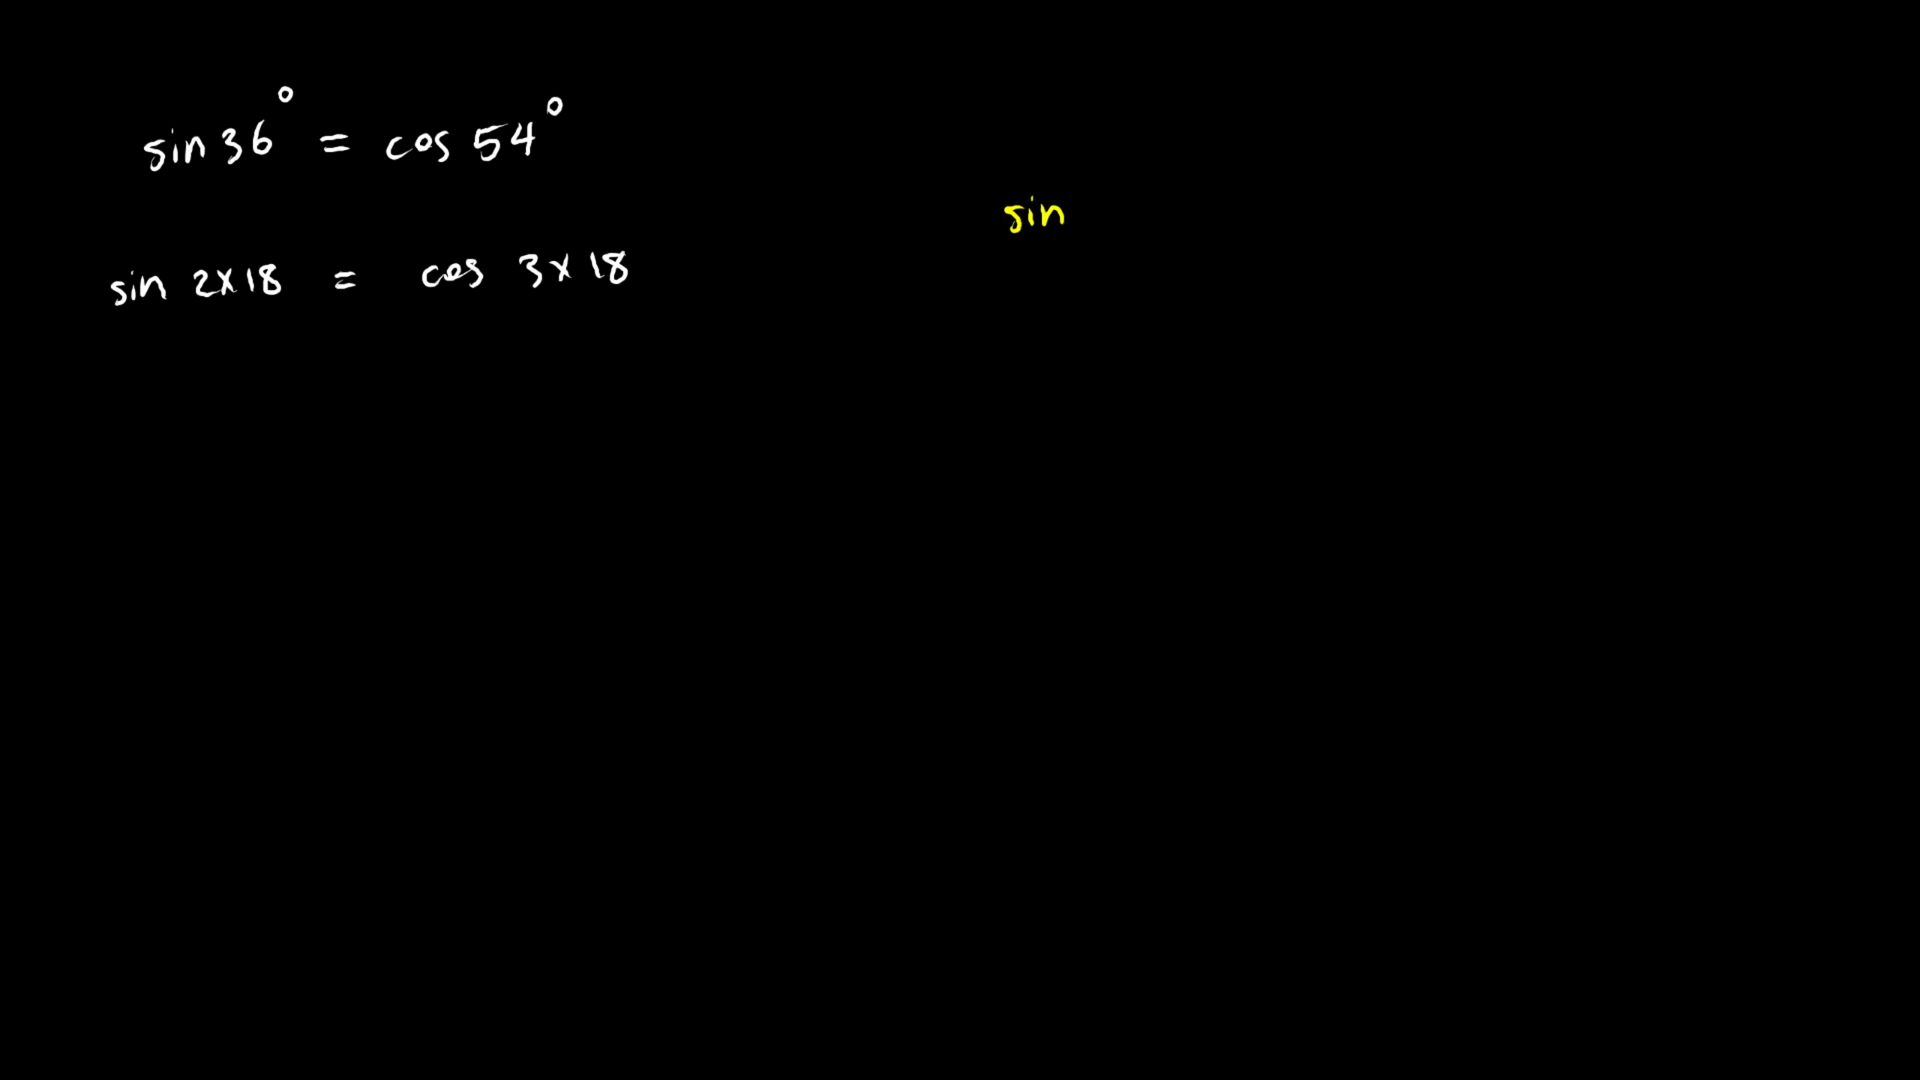 sin 36° = cos 54°
sin
sin 2x18 = cos 3x18